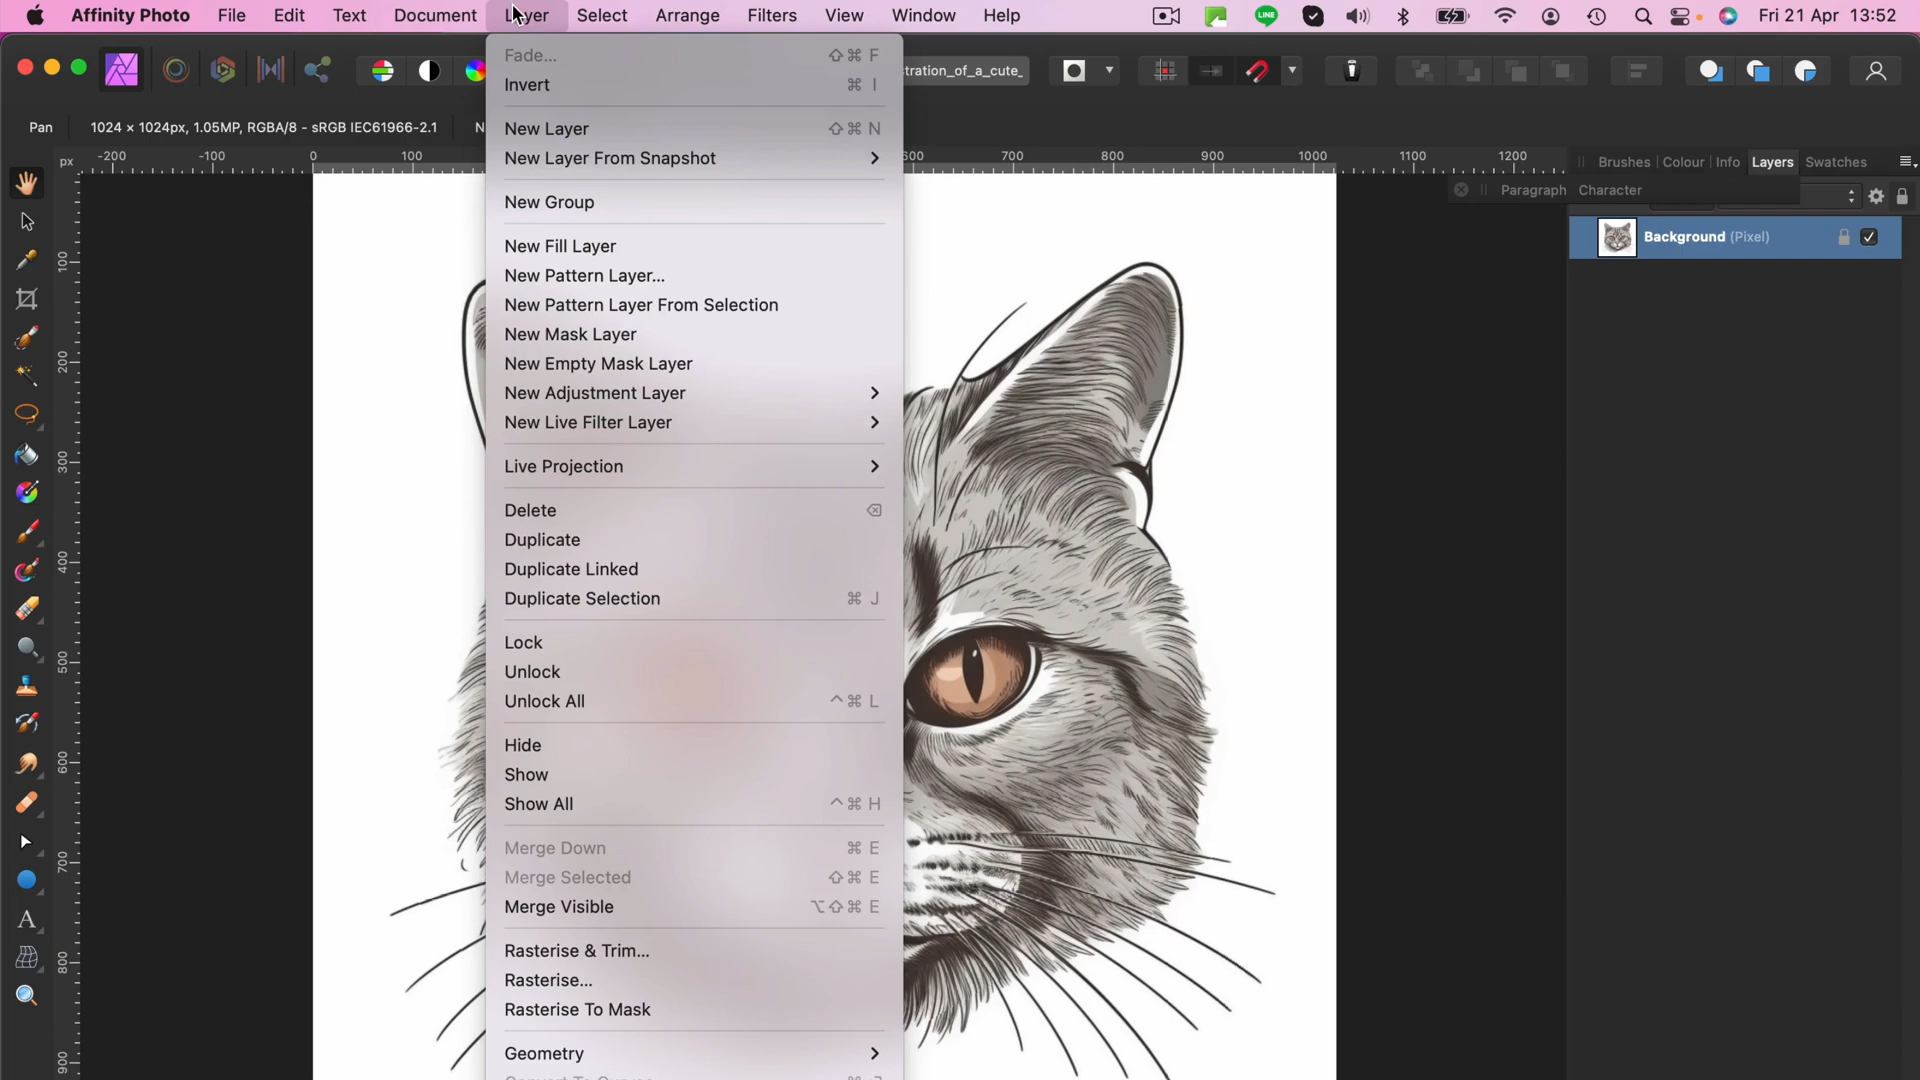 Affinity Photo File Edit Text Document Layer Select Arrange Filters View Window Help LINE Fri 21 Apr 13:52
tration_of_a_cute_
Pan 1024 × 1024px, 1.05MP, RGBA/8 - sRGB IEC61966-2.1 N
px -200 -100 0 100 600 700 800 900 1000 1100 1200
Brushes Colour Info Layers Swatches
Paragraph Character
Background (Pixel)
Fade... ⇧⌘ F
Invert ⌘ I
New Layer ⇧⌘ N
New Layer From Snapshot
New Group
New Fill Layer
New Pattern Layer...
New Pattern Layer From Selection
New Mask Layer
New Empty Mask Layer
New Adjustment Layer
New Live Filter Layer
Live Projection
Delete ⌫
Duplicate
Duplicate Linked
Duplicate Selection ⌘ J
Lock
Unlock
Unlock All ^⌘ L
Hide
Show
Show All ^⌘ H
Merge Down ⌘ E
Merge Selected ⇧⌘ E
Merge Visible ⌥⇧⌘ E
Rasterise & Trim...
Rasterise...
Rasterise To Mask
Geometry
100
200
300
400
500
600
700
800
900
A